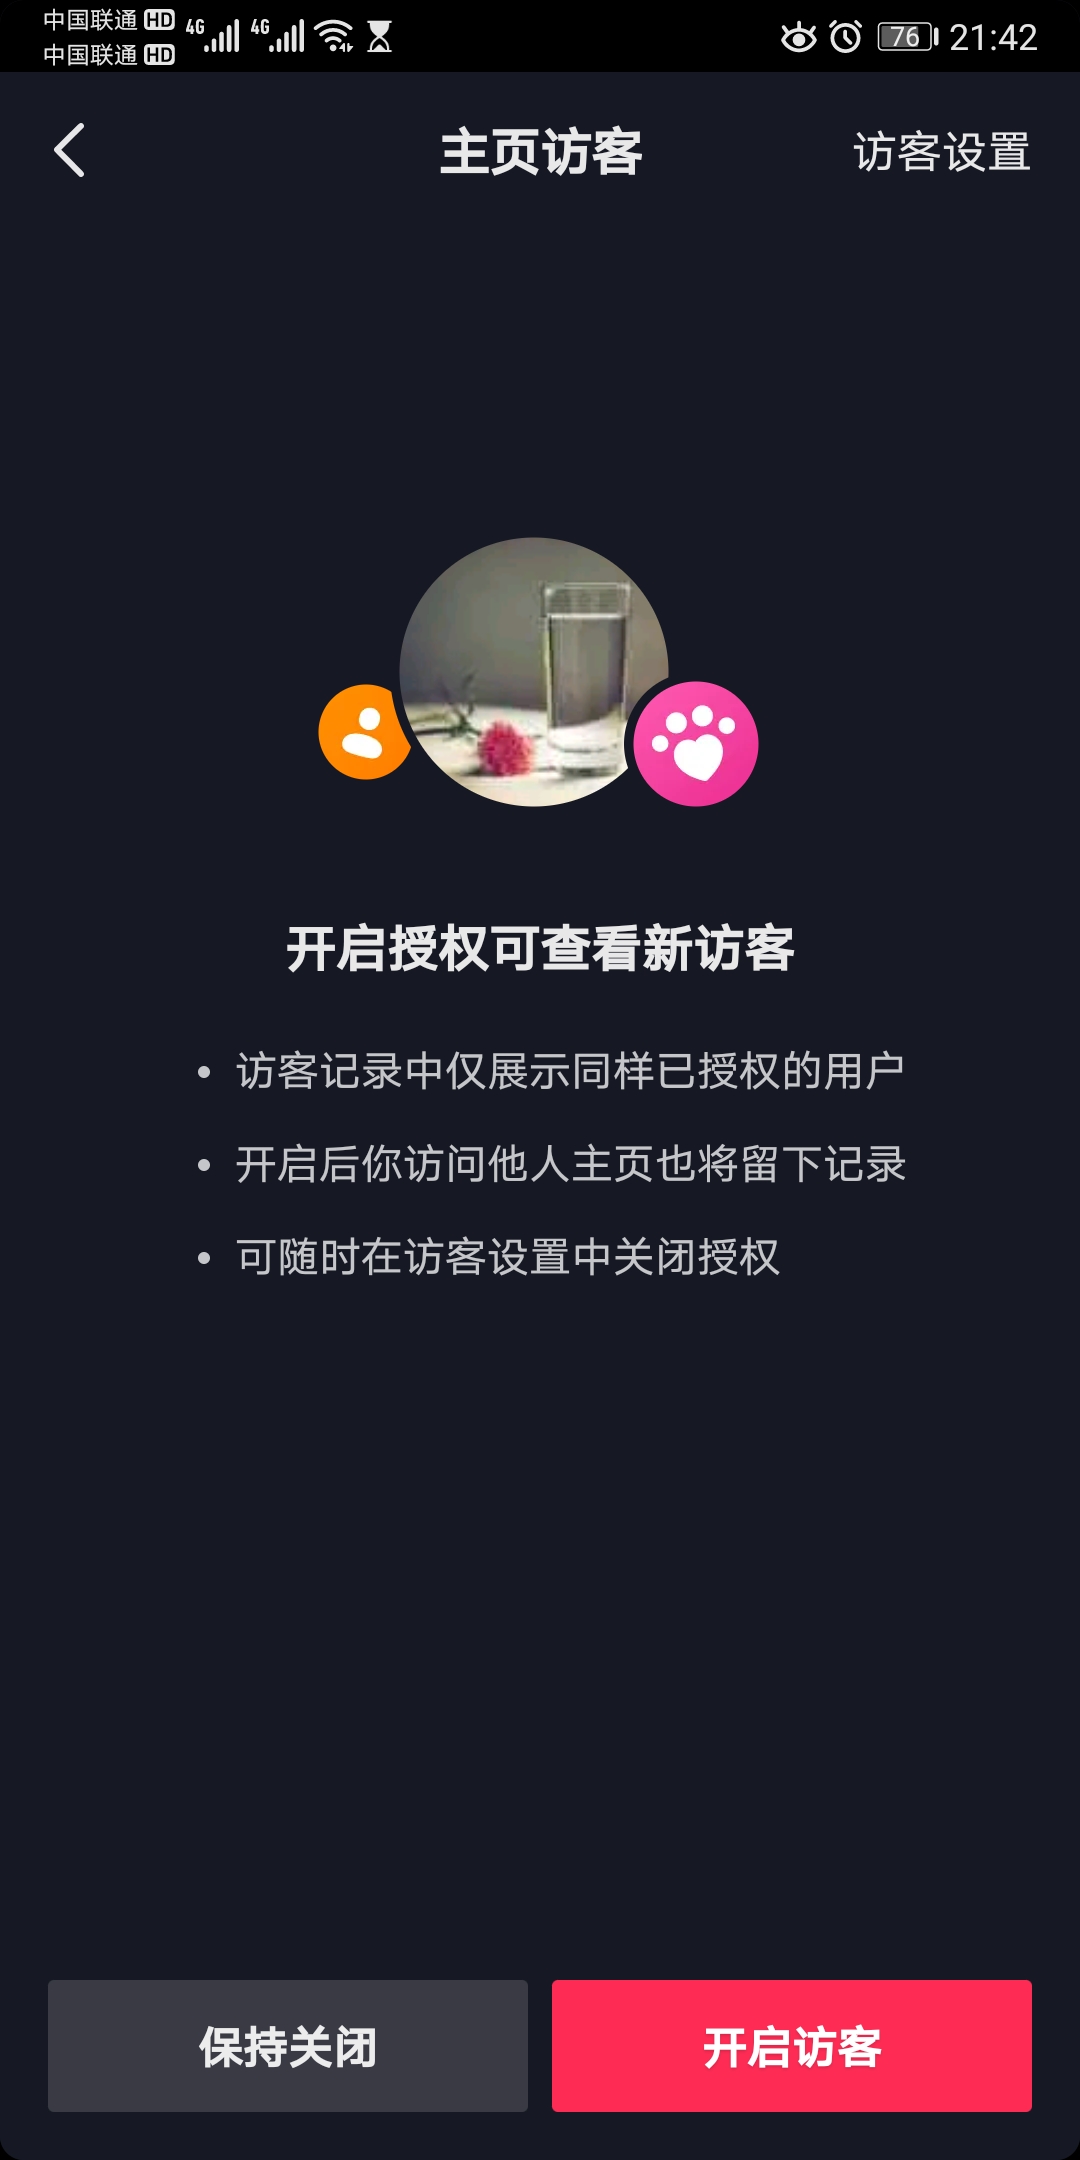 中国联通 HD 4G 4G 76 21:42
中国联通 HD
主页访客 访客设置
开启授权可查看新访客
• 访客记录中仅展示同样已授权的用户
• 开启后你访问他人主页也将留下记录
• 可随时在访客设置中关闭授权
保持关闭 开启访客